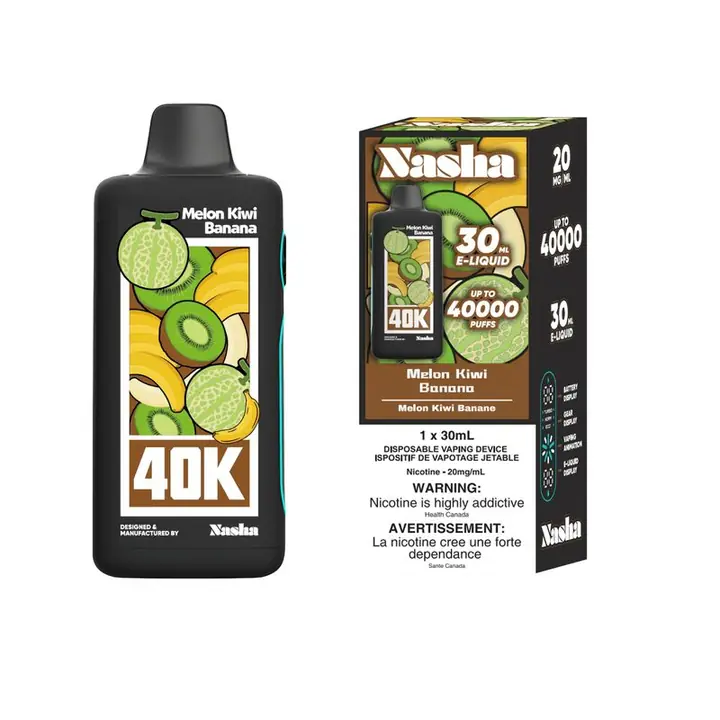 Melon Kiwi
Banana
40K
DESIGNED &
MANUFACTURED BY
Nasha
Nasha
Melon Kiwi
Banana
40K
30 ML
E-LIQUID
UP TO
40000
PUFFS
Melon Kiwi
Banana
Melon Kiwi Banane
1 x 30mL
DISPOSABLE VAPING DEVICE
ISPOSITIF DE VAPOTAGE JETABLE
Nicotine - 20mg/mL
WARNING:
Nicotine is highly addictive
Health Canada
AVERTISSEMENT:
La nicotine cree une forte
dependance
Sante Canada
20
MG/ML
UP TO
40000
PUFFS
30 ML
E-LIQUID
BATTERY
DISPLAY
GEAR
DISPLAY
VAPING
ANIMATION
E-LIQUID
DISPLAY
Nasha